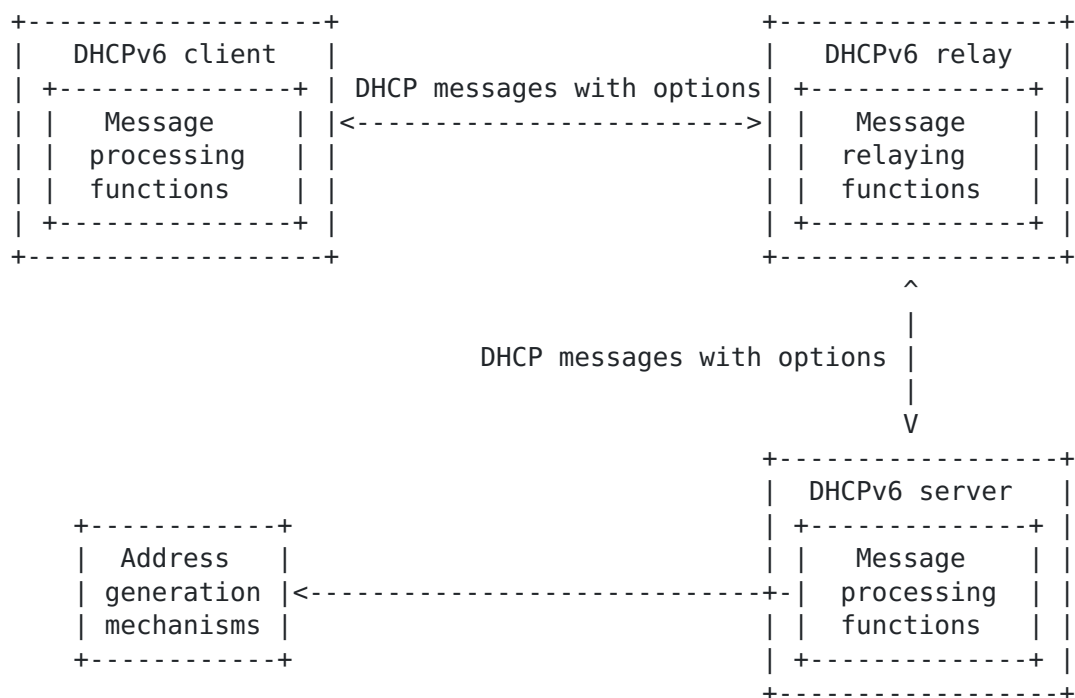 DHCPv6 client
DHCPv6 relay
DHCP messages with options
Message
processing
functions
Message
relaying
functions
DHCP messages with options
DHCPv6 server
Address
generation
mechanisms
Message
processing
functions